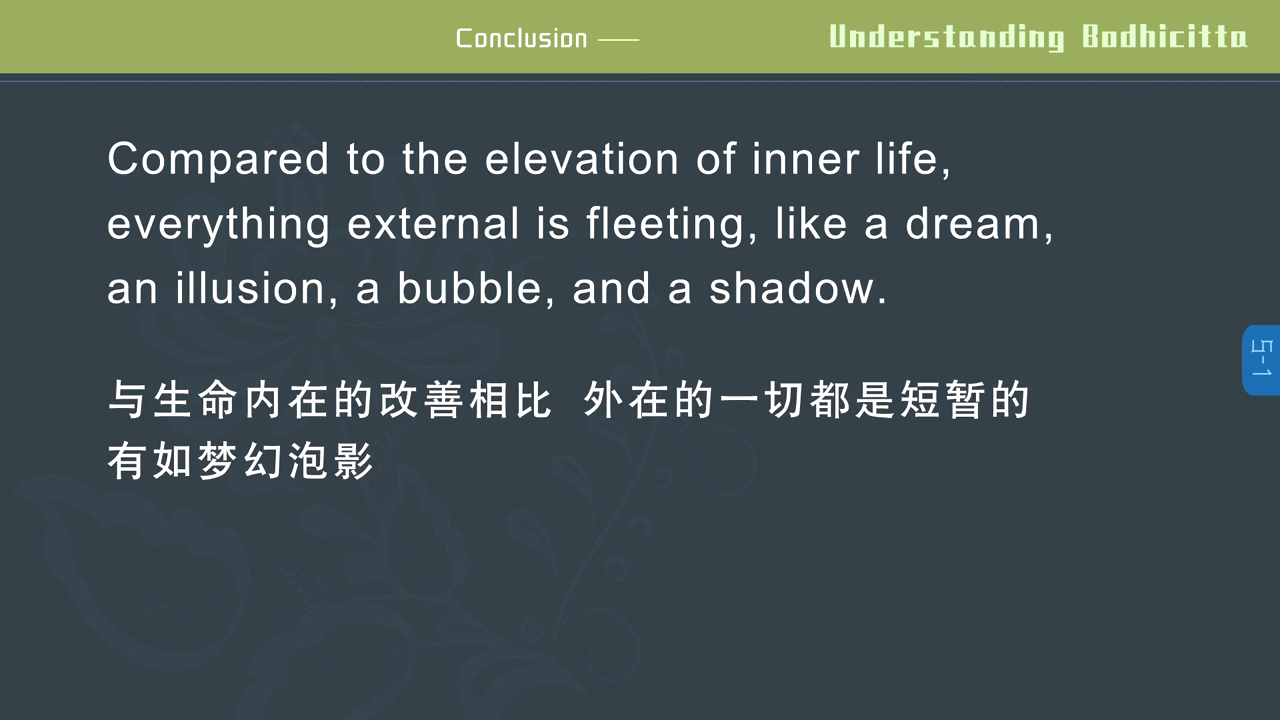 Conclusion
Understanding Bodhicitta
Compared to the elevation of inner life,
everything external is fleeting, like a dream,
an illusion, a bubble, and a shadow.
5-1
与生命内在的改善相比 外在的一切都是短暂的
有如梦幻泡影